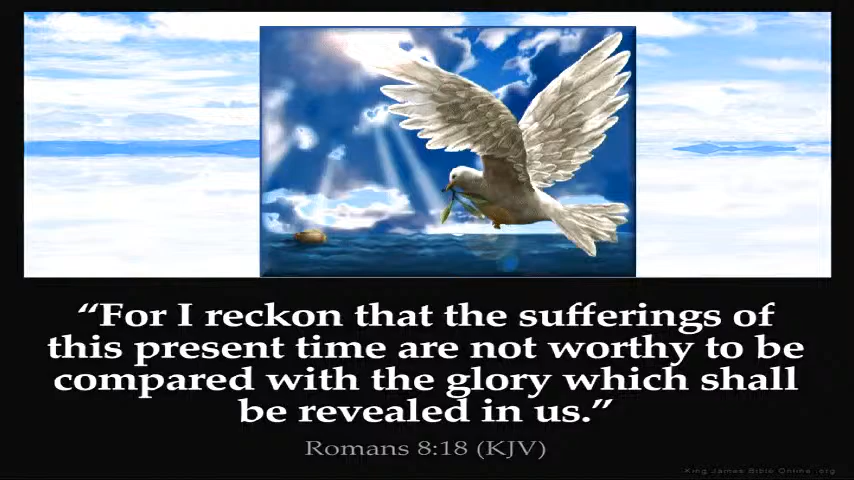 “For I reckon that the sufferings of
this present time are not worthy to be
compared with the glory which shall
be revealed in us.”
Romans 8:18 (KJV)
King James Bible Online .org